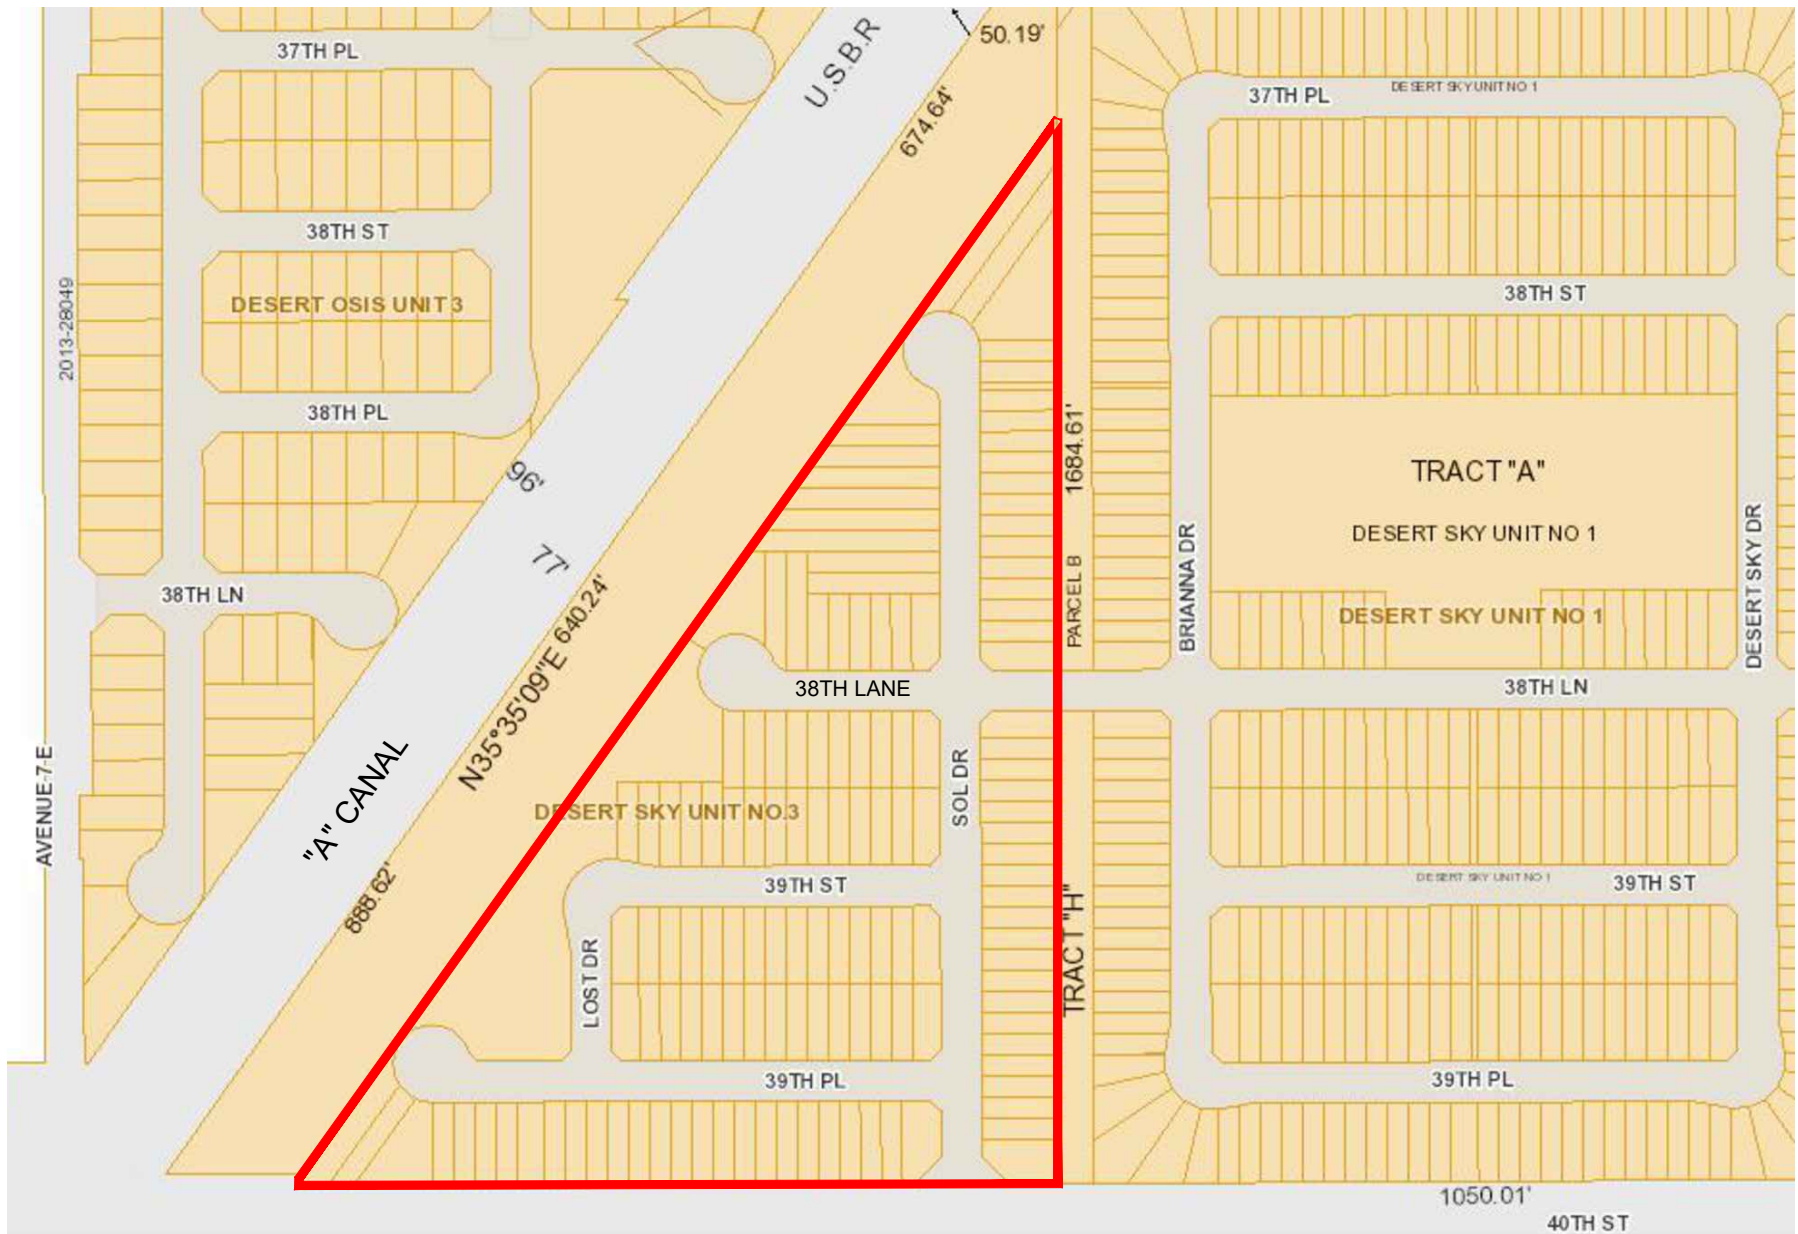 37TH PL
U.S.B.R
50.19'
37TH PL
DESERT SKY UNIT NO 1
674.64'
38TH ST
38TH ST
2013-28049
DESERT OSIS UNIT 3
38TH PL
1684.61'
96'
TRACT "A"
77'
DESERT SKY UNIT NO 1
BRIANNA DR
DESERT SKY DR
PARCEL B
38TH LN
N35°35'09"E 640.24'
DESERT SKY UNIT NO 1
38TH LANE
38TH LN
"A" CANAL
AVENUE-7-E
DESERT SKY UNIT NO.3
SOL DR
888.62'
39TH ST
DESERT SKY UNIT NO 1
39TH ST
TRACT "H"
LOST DR
39TH PL
39TH PL
1050.01'
40TH ST